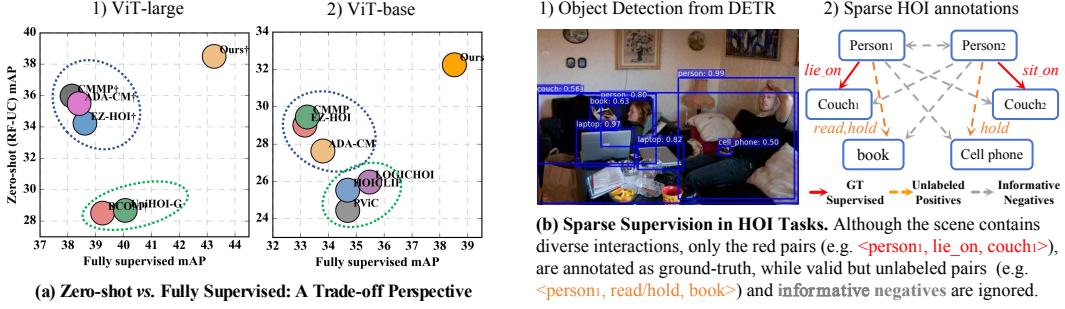 1) ViT-large
2) ViT-base
40
38
36
34
32
30
28
37
38
39
40
41
42
43
44
Zero-shot (RF-UC) mAP
Fully supervised mAP
Ours†
CMMP†
ADA-CM†
EZ-HOI†
UniHOI-G
34
32
30
28
26
24
32
33
34
35
36
37
38
39
Fully supervised mAP
Ours
CMMP
EZ-HOI
ADA-CM
LOGICHOI
HOICLIP
PViC
(a) Zero-shot vs. Fully Supervised: A Trade-off Perspective
1) Object Detection from DETR
person: 0.99
couch: 0.56
person: 0.80
book: 0.63
laptop: 0.97
laptop: 0.82
cell_phone: 0.50
2) Sparse HOI annotations
Person1
Person2
lie_on
sit_on
Couch1
Couch2
read,hold
hold
book
Cell phone
GT Supervised
Unlabeled Positives
Informative Negatives
(b) Sparse Supervision in HOI Tasks. Although the scene contains
diverse interactions, only the red pairs (e.g. <person1, lie_on, couch1>),
are annotated as ground-truth, while valid but unlabeled pairs (e.g.
<person1, read/hold, book>) and informative negatives are ignored.